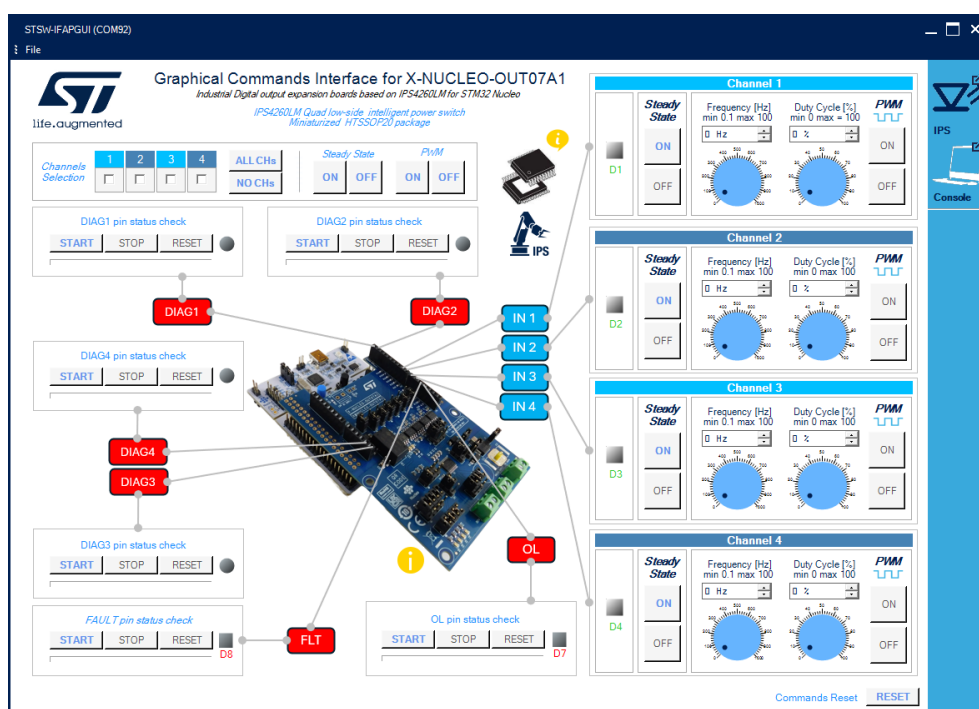 STSW-IFAPGUI (COM92)
File
life.augmented
Graphical Commands Interface for X-NUCLEO-OUT07A1
Industrial Digital output expansion boards based on IPS4260LM for STM32 Nucleo
IPS4260LM Quad low-side intelligent power switch
Miniaturized HTSSOP20 package
Channels
Selection
1 2 3 4
ALL CHs
NO CHs
Steady State
ON OFF
PWM
ON OFF
i
IPS
DIAG1 pin status check
START STOP RESET
DIAG2 pin status check
START STOP RESET
DIAG1
DIAG2
IN 1
IN 2
IN 3
IN 4
DIAG4 pin status check
START STOP RESET
DIAG4
DIAG3
DIAG3 pin status check
START STOP RESET
i
OL
FAULT pin status check
START STOP RESET
D8
FLT
OL pin status check
START STOP RESET
D7
Channel 1
D1
Steady
State
ON
OFF
Frequency [Hz]
min 0.1 max 100
0 Hz
Duty Cycle [%]
min 0 max = 100
0 %
PWM
ON
OFF
Channel 2
D2
Steady
State
ON
OFF
Frequency [Hz]
min 0.1 max 100
0 Hz
Duty Cycle [%]
min 0 max 100
0 %
PWM
ON
OFF
Channel 3
D3
Steady
State
ON
OFF
Frequency [Hz]
min 0.1 max 100
0 Hz
Duty Cycle [%]
min 0 max 100
0 %
PWM
ON
OFF
Channel 4
D4
Steady
State
ON
OFF
Frequency [Hz]
min 0.1 max 100
0 Hz
Duty Cycle [%]
min 0 max 100
0 %
PWM
ON
OFF
Commands Reset RESET
IPS
Console